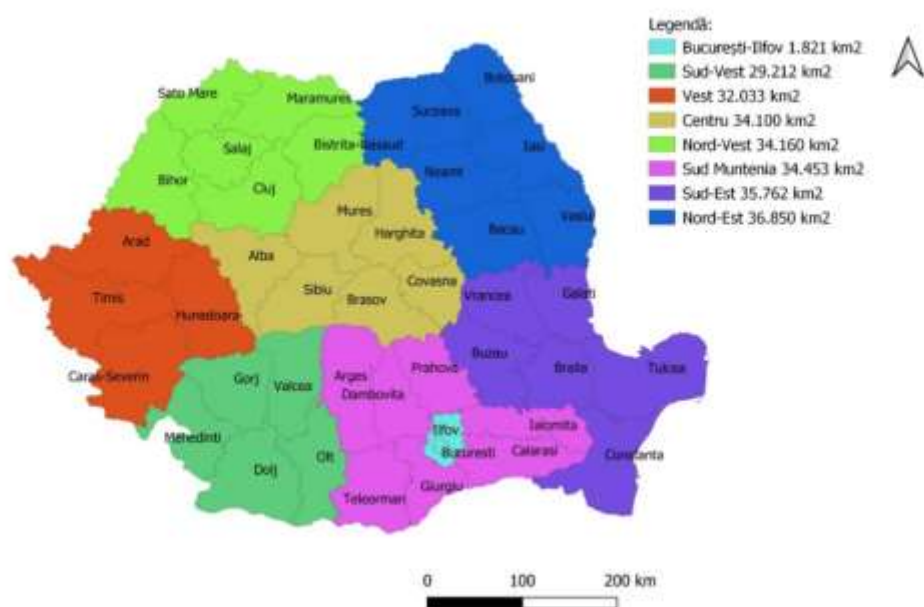 Legendă:
București-Ilfov 1.821 km2
Sud-Vest 29.212 km2
Vest 32.033 km2
Centru 34.100 km2
Nord-Vest 34.160 km2
Sud Muntenia 34.453 km2
Sud-Est 35.762 km2
Nord-Est 36.850 km2
Botosani
Sato Mare
Maramures
Suceava
Salaj
Bistrita-Nasaud
Iasi
Bihor
Cluj
Neamt
Mures
Vaslui
Arad
Alba
Harghita
Bacau
Timis
Sibiu
Covasna
Hunedoara
Brasov
Vrancea
Galati
Caras-Severin
Gorj
Valcea
Arges
Prahova
Buzau
Braila
Tulcea
Dambovita
Mehedinti
Ilfov
Ialomita
Dolj
Olt
Bucuresti
Calarasi
Constanta
Teleorman
Giurgiu
0 100 200 km